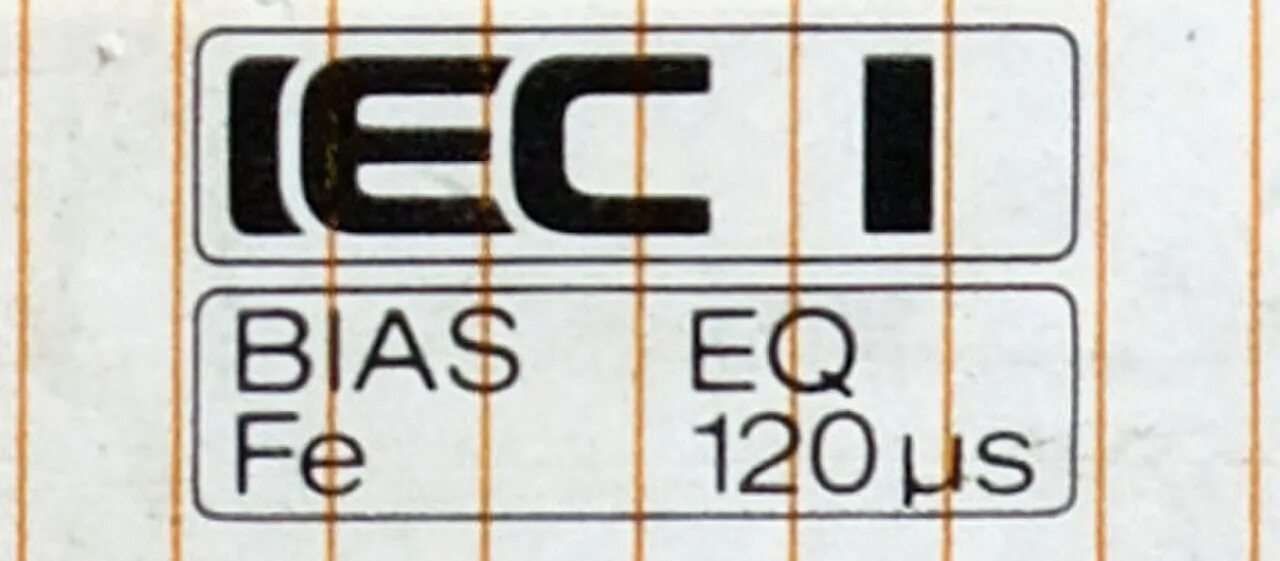 IEC I
BIAS EQ
Fe 120 µs